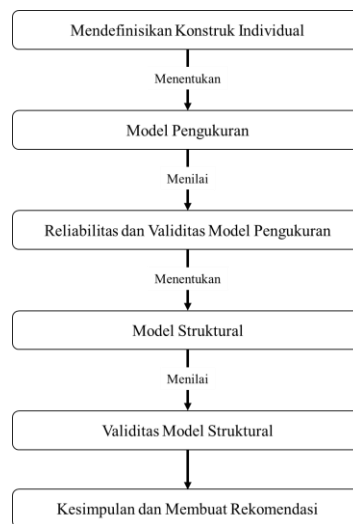 Mendefinisikan Konstruk Individual
Menentukan
Model Pengukuran
Menilai
Reliabilitas dan Validitas Model Pengukuran
Menentukan
Model Struktural
Menilai
Validitas Model Struktural
Kesimpulan dan Membuat Rekomendasi